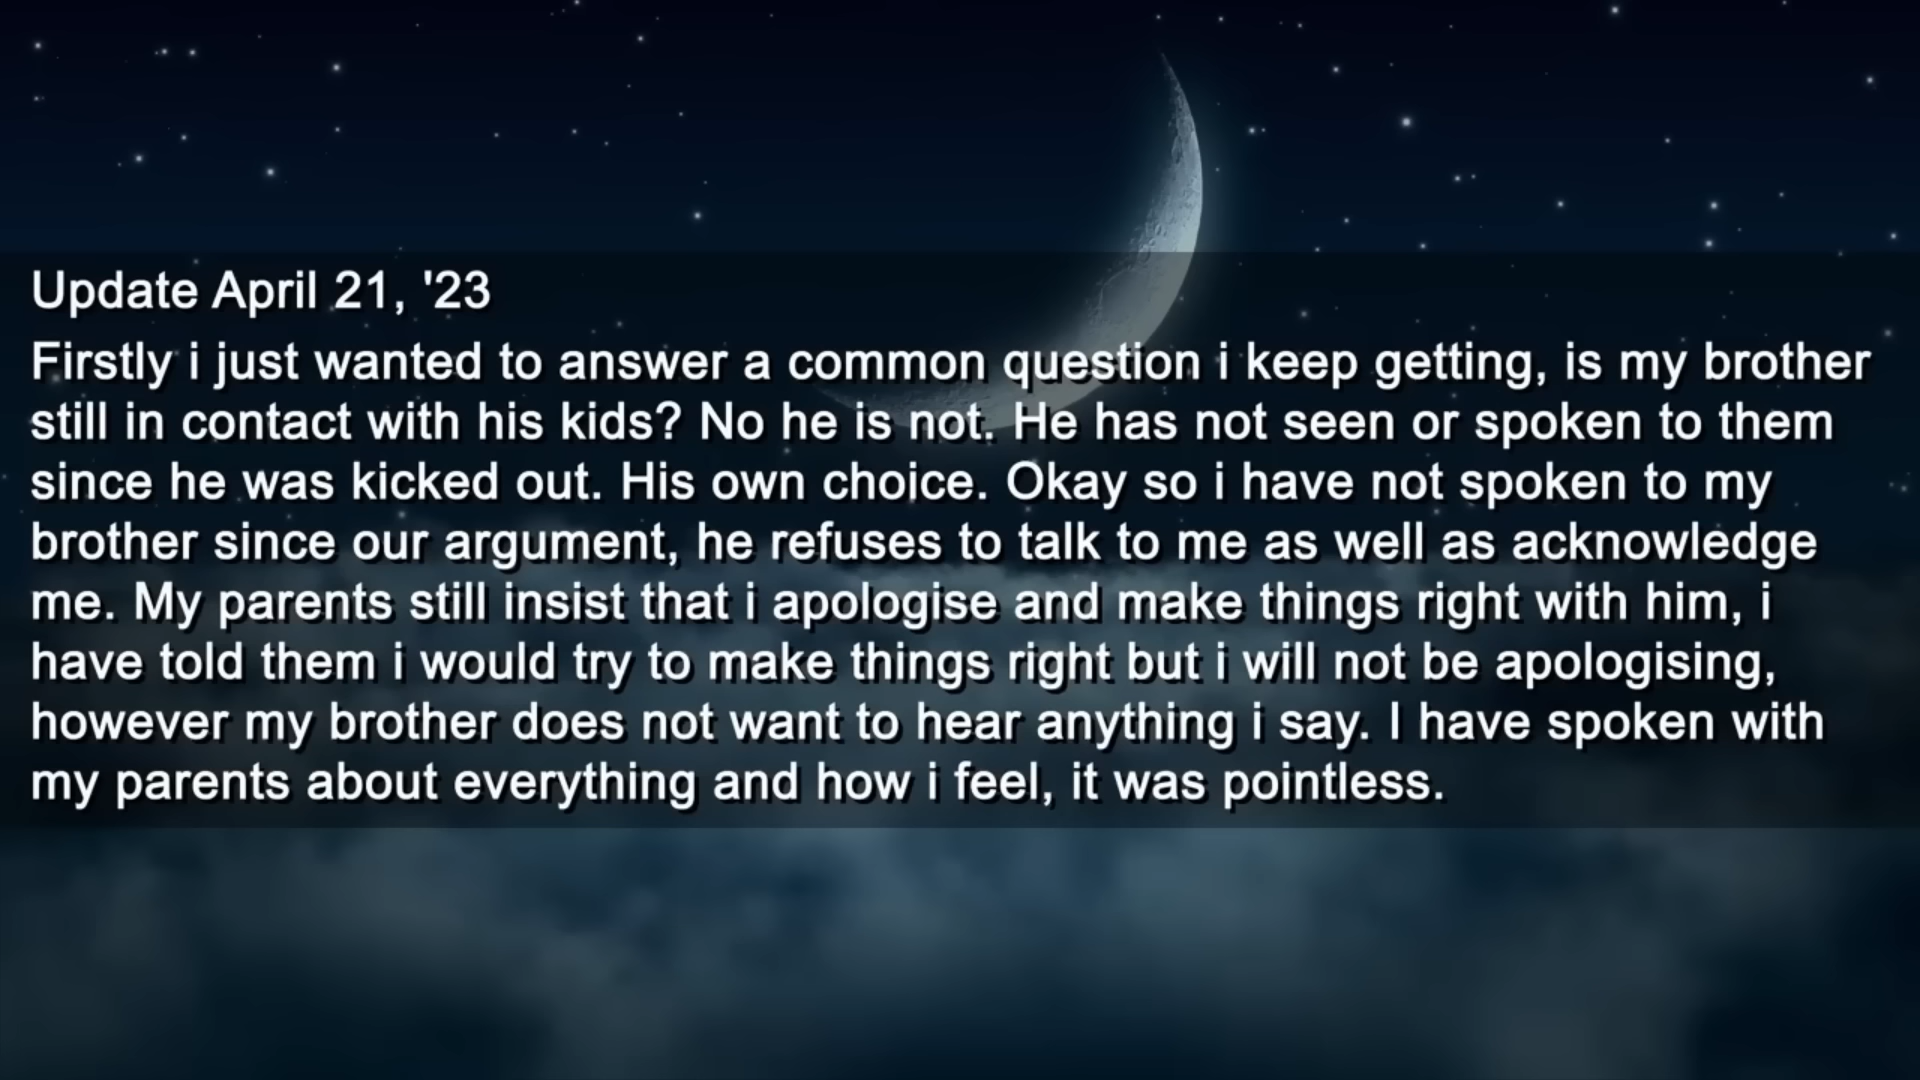 Update April 21, '23
Firstly i just wanted to answer a common question i keep getting, is my brother
still in contact with his kids? No he is not. He has not seen or spoken to them
since he was kicked out. His own choice. Okay so i have not spoken to my
brother since our argument, he refuses to talk to me as well as acknowledge
me. My parents still insist that i apologise and make things right with him, i
have told them i would try to make things right but i will not be apologising,
however my brother does not want to hear anything i say. I have spoken with
my parents about everything and how i feel, it was pointless.